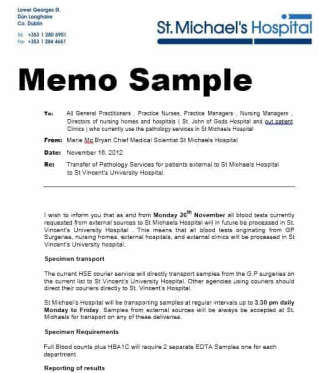 Lower Georges St.
Dún Laoghaire
Co. Dublin
Tel: +353 1 280 6901
Fax: +353 1 284 4651
St. Michael's Hospital
Memo Sample
To: All General Practitioners , Practice Nurses, Practice Managers , Nursing Managers ,
Directors of nursing homes and hospitals ( St. John of Gods Hospital and out patient
Clinics ) who currently use the pathology services in St Michaels Hospital
From: Marie Mc Bryan Chief Medical Scientist St Michaels Hospital
Date: November 16, 2012
Re: Transfer of Pathology Services for patients external to St Michaels Hospital
to St Vincent's University Hospital.
I wish to inform you that as and from Monday 26th November all blood tests currently
requested from external sources to St Michaels Hospital will in future be processed in St.
Vincent's University Hospital . This means that all blood tests originating from GP
Surgeries, nursing homes, external hospitals, and external clinics will be processed in St
Vincent's University hospital.
Specimen transport
The current HSE courier service will directly transport samples from the G.P surgeries on
the current list to St Vincent's University Hospital. Other agencies using couriers should
direct their couriers directly to St. Vincent's Hospital.
St Michael's Hospital will be transporting samples at regular intervals up to 3.30 pm daily
Monday to Friday. Samples from external sources will be always be accepted at St.
Michaels for transport on any of these deliveries.
Specimen Requirements
Full Blood counts plus HBA1C will require 2 separate EDTA Samples one for each
department.
Reporting of results